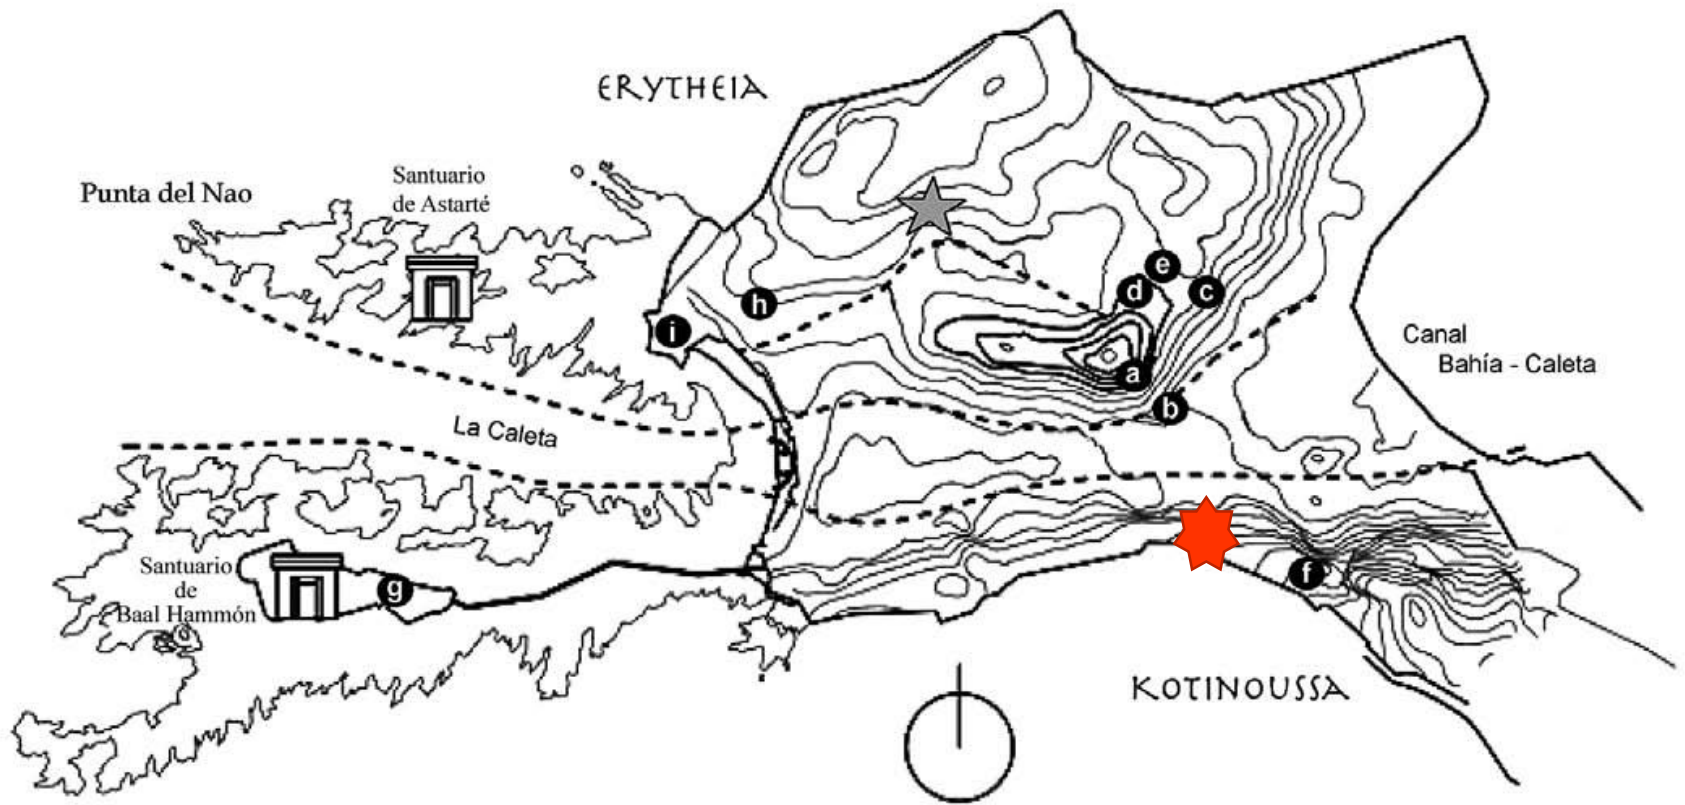 ERYTHEIA
Santuario
de Astarté
Punta del Nao
e
d
c
h
i
Canal
Bahía - Caleta
a
b
La Caleta
Santuario
de
Baal Hammón
g
f
KOTINOUSSA